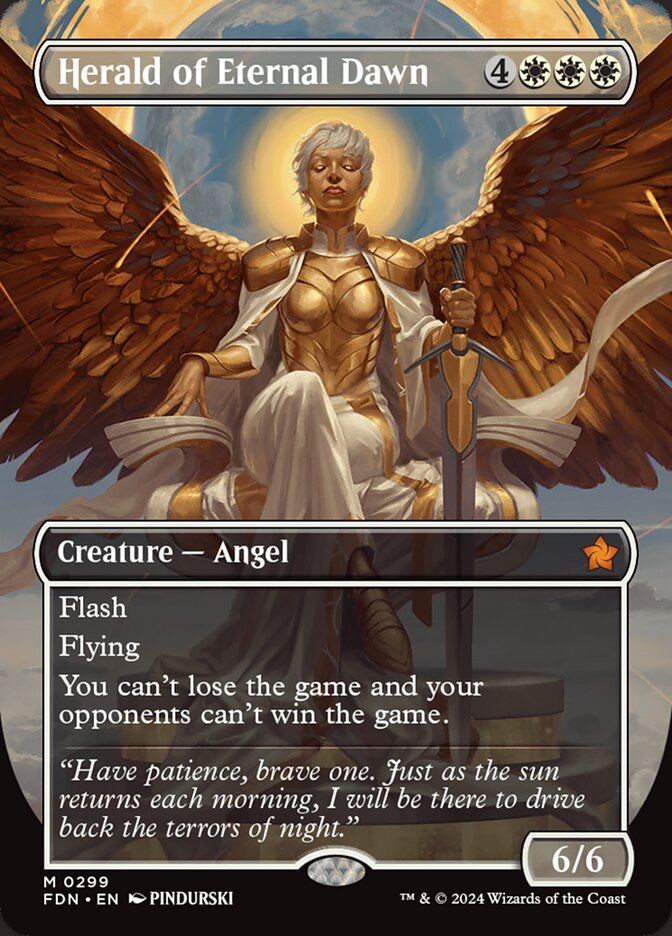 Herald of Eternal Dawn 4
Creature — Angel
Flash
Flying
You can't lose the game and your
opponents can't win the game.
“Have patience, brave one. Just as the sun
returns each morning, I will be there to drive
back the terrors of night.”
6/6
M 0299
FDN • EN PINDURSKI
™ & © 2024 Wizards of the Coast